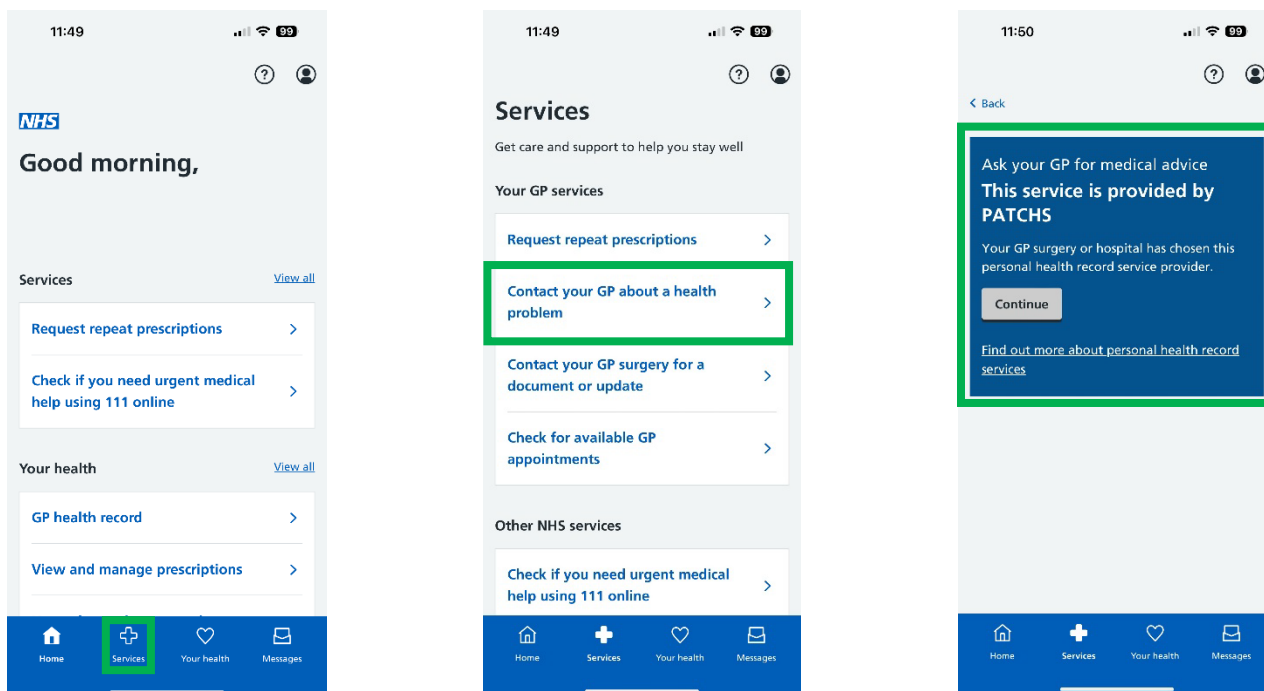 11:49
99
NHS
Good morning,
Services
View all
Request repeat prescriptions
Check if you need urgent medical
help using 111 online
Your health
View all
GP health record
View and manage prescriptions
Home
Services
Your health
Messages
11:49
99
Services
Get care and support to help you stay well
Your GP services
Request repeat prescriptions
Contact your GP about a health
problem
Contact your GP surgery for a
document or update
Check for available GP
appointments
Other NHS services
Check if you need urgent medical
help using 111 online
Home
Services
Your health
Messages
11:50
99
Back
Ask your GP for medical advice
This service is provided by
PATCHS
Your GP surgery or hospital has chosen this
personal health record service provider.
Continue
Find out more about personal health record
services
Home
Services
Your health
Messages